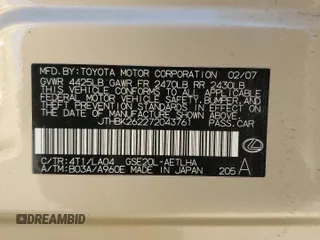 MFD. BY: TOYOTA MOTOR CORPORATION 02/07
GVWR 4425LB GAWR FR 2470LB RR 2430LB
THIS VEHICLE CONFORMS TO ALL APPLICABLE
FEDERAL MOTOR VEHICLE SAFETY, BUMPER, AND
THEFT PREVENTION STANDARDS IN EFFECT ON
THE DATE OF MANUFACTURE SHOWN ABOVE.
JTHBK262272043761 PASS.CAR
C/TR: 4T1/LA04 GSE20L-AETLHA
A/TM: B03A/A960E MADE IN JAPAN 205 A